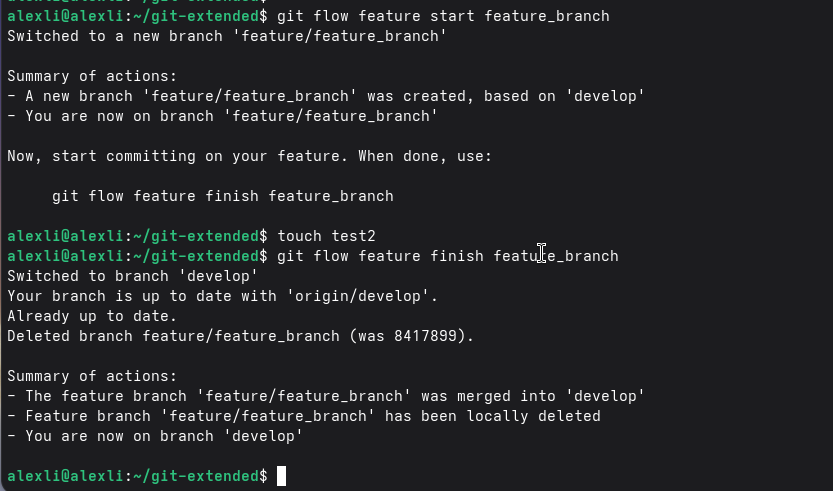 alexli@alexli:~/git-extended$ git flow feature start feature_branch
Switched to a new branch 'feature/feature_branch'
Summary of actions:
- A new branch 'feature/feature_branch' was created, based on 'develop'
- You are now on branch 'feature/feature_branch'
Now, start committing on your feature. When done, use:
git flow feature finish feature_branch
alexli@alexli:~/git-extended$ touch test2
alexli@alexli:~/git-extended$ git flow feature finish feature_branch
Switched to branch 'develop'
Your branch is up to date with 'origin/develop'.
Already up to date.
Deleted branch feature/feature_branch (was 8417899).
Summary of actions:
- The feature branch 'feature/feature_branch' was merged into 'develop'
- Feature branch 'feature/feature_branch' has been locally deleted
- You are now on branch 'develop'
alexli@alexli:~/git-extended$